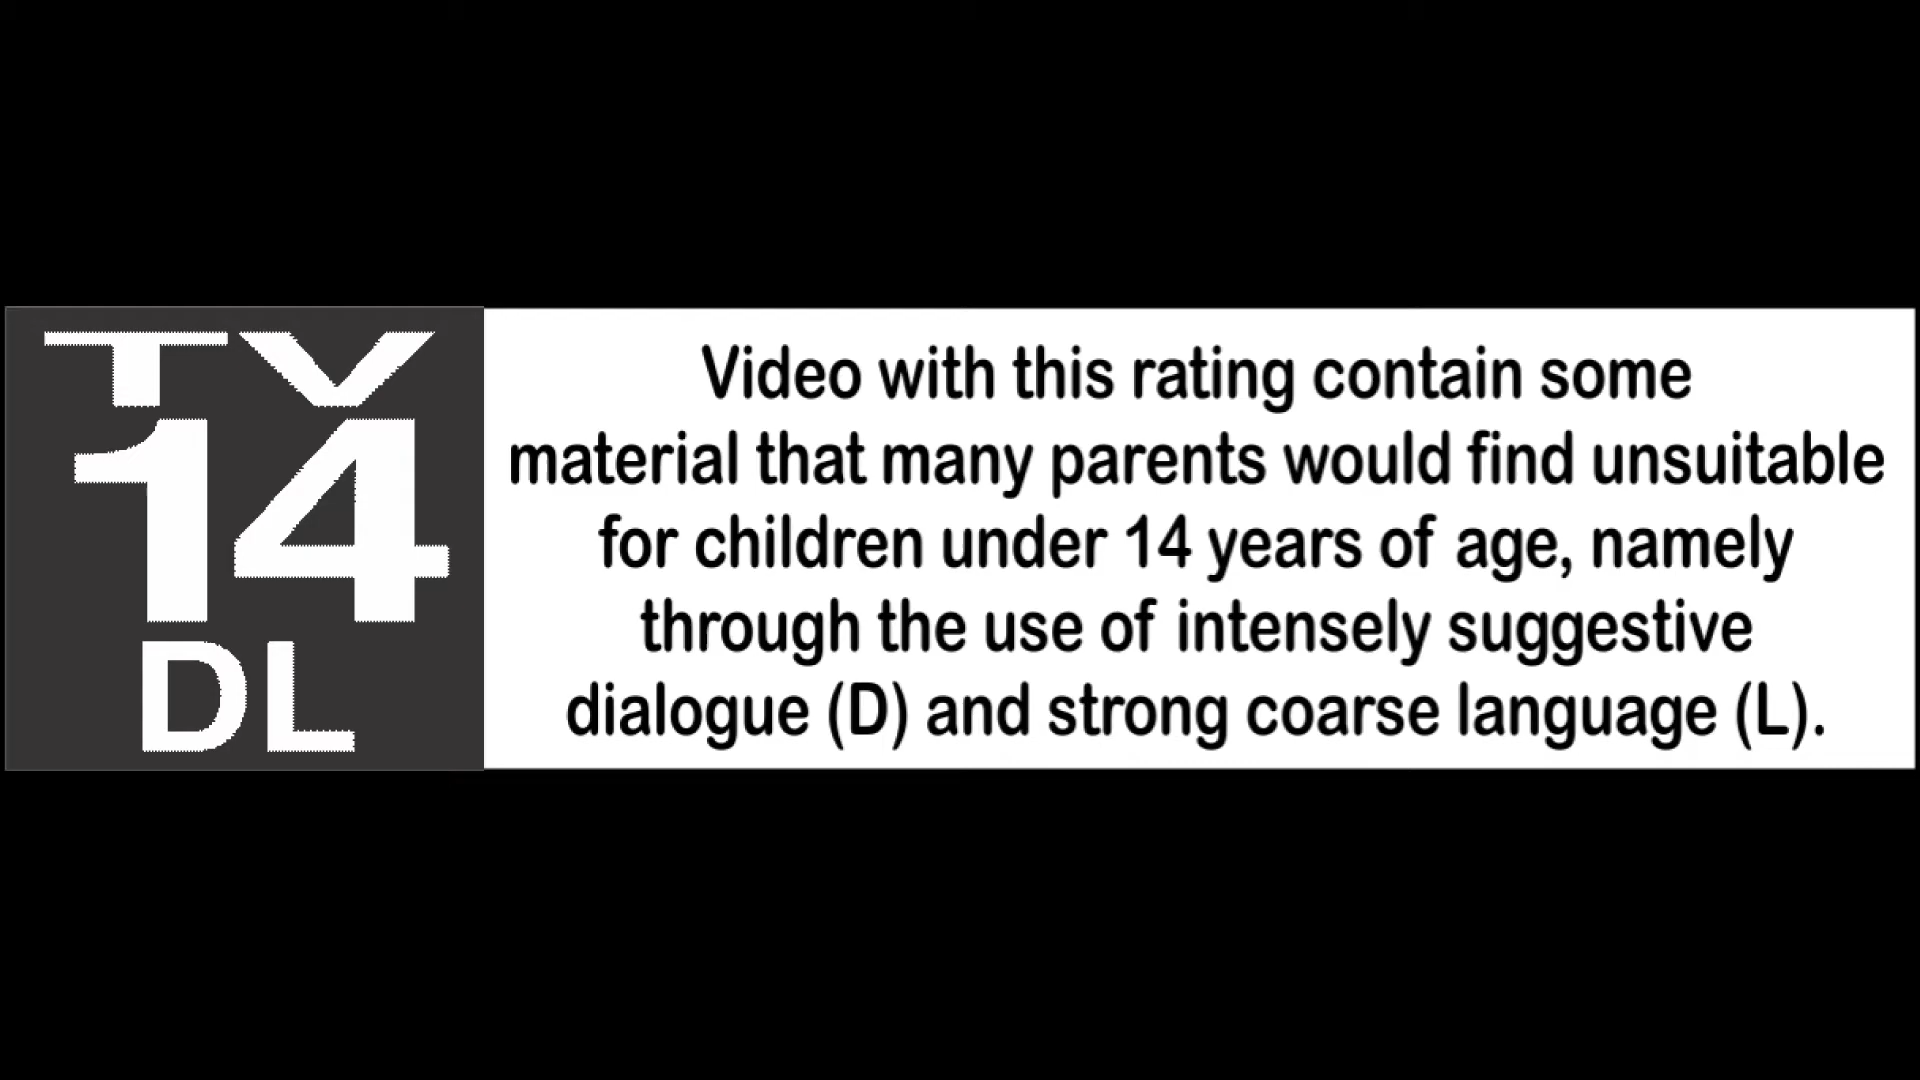 TV
14
DL
Video with this rating contain some
material that many parents would find unsuitable
for children under 14 years of age, namely
through the use of intensely suggestive
dialogue (D) and strong coarse language (L).